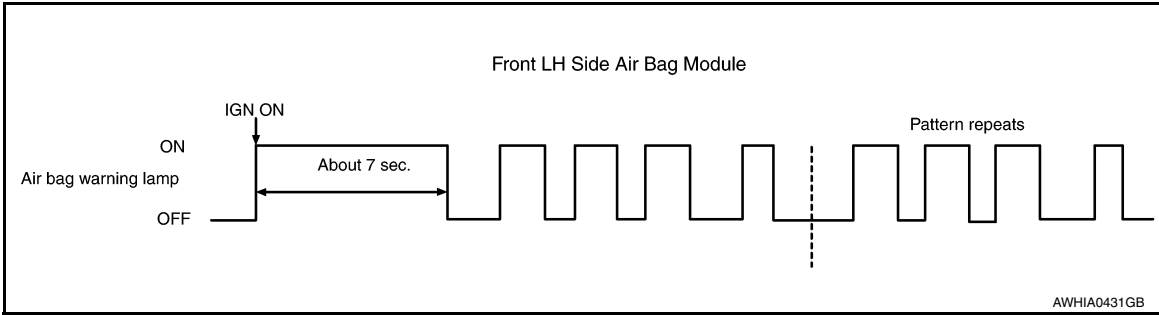 Front LH Side Air Bag Module
IGN ON
Pattern repeats
ON
About 7 sec.
Air bag warning lamp
OFF
AWHIA0431GB